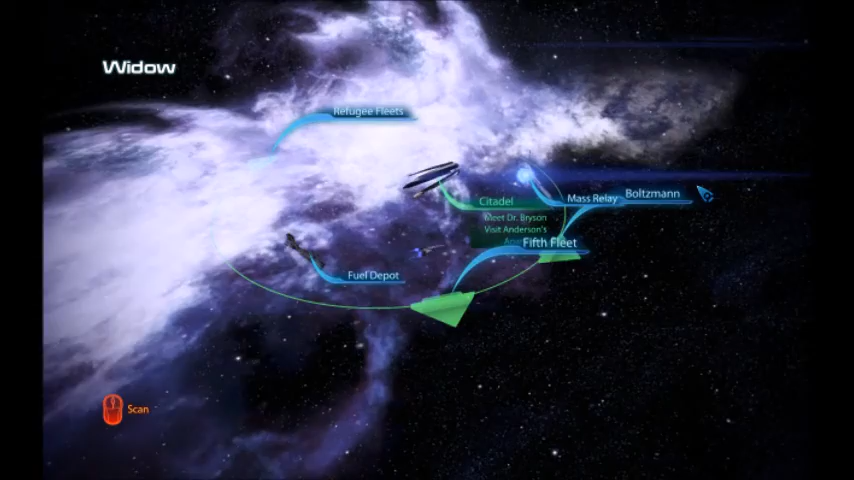 Widow
Refugee Fleets
Citadel
Mass Relay
Boltzmann
Meet Dr. Bryson
Visit Anderson's
Fifth Fleet
Fuel Depot
Scan